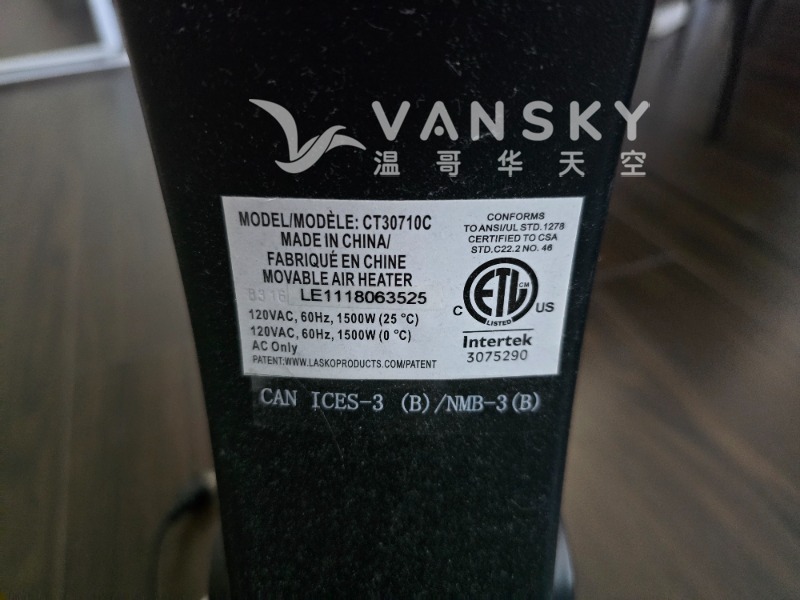 VANSKY
温哥华天空
MODEL/MODÈLE: CT30710C
MADE IN CHINA/
FABRIQUÉ EN CHINE
MOVABLE AIR HEATER
B316 LE1118063525
120VAC, 60Hz, 1500W (25 °C)
120VAC, 60Hz, 1500W (0 °C)
AC Only
PATENT:WWW.LASKOPRODUCTS.COM/PATENT
CONFORMS
TO ANSI/UL STD.1278
CERTIFIED TO CSA
STD.C22.2 NO. 46
C ETL CM US
LISTED
Intertek
3075290
CAN ICES-3 (B)/NMB-3(B)